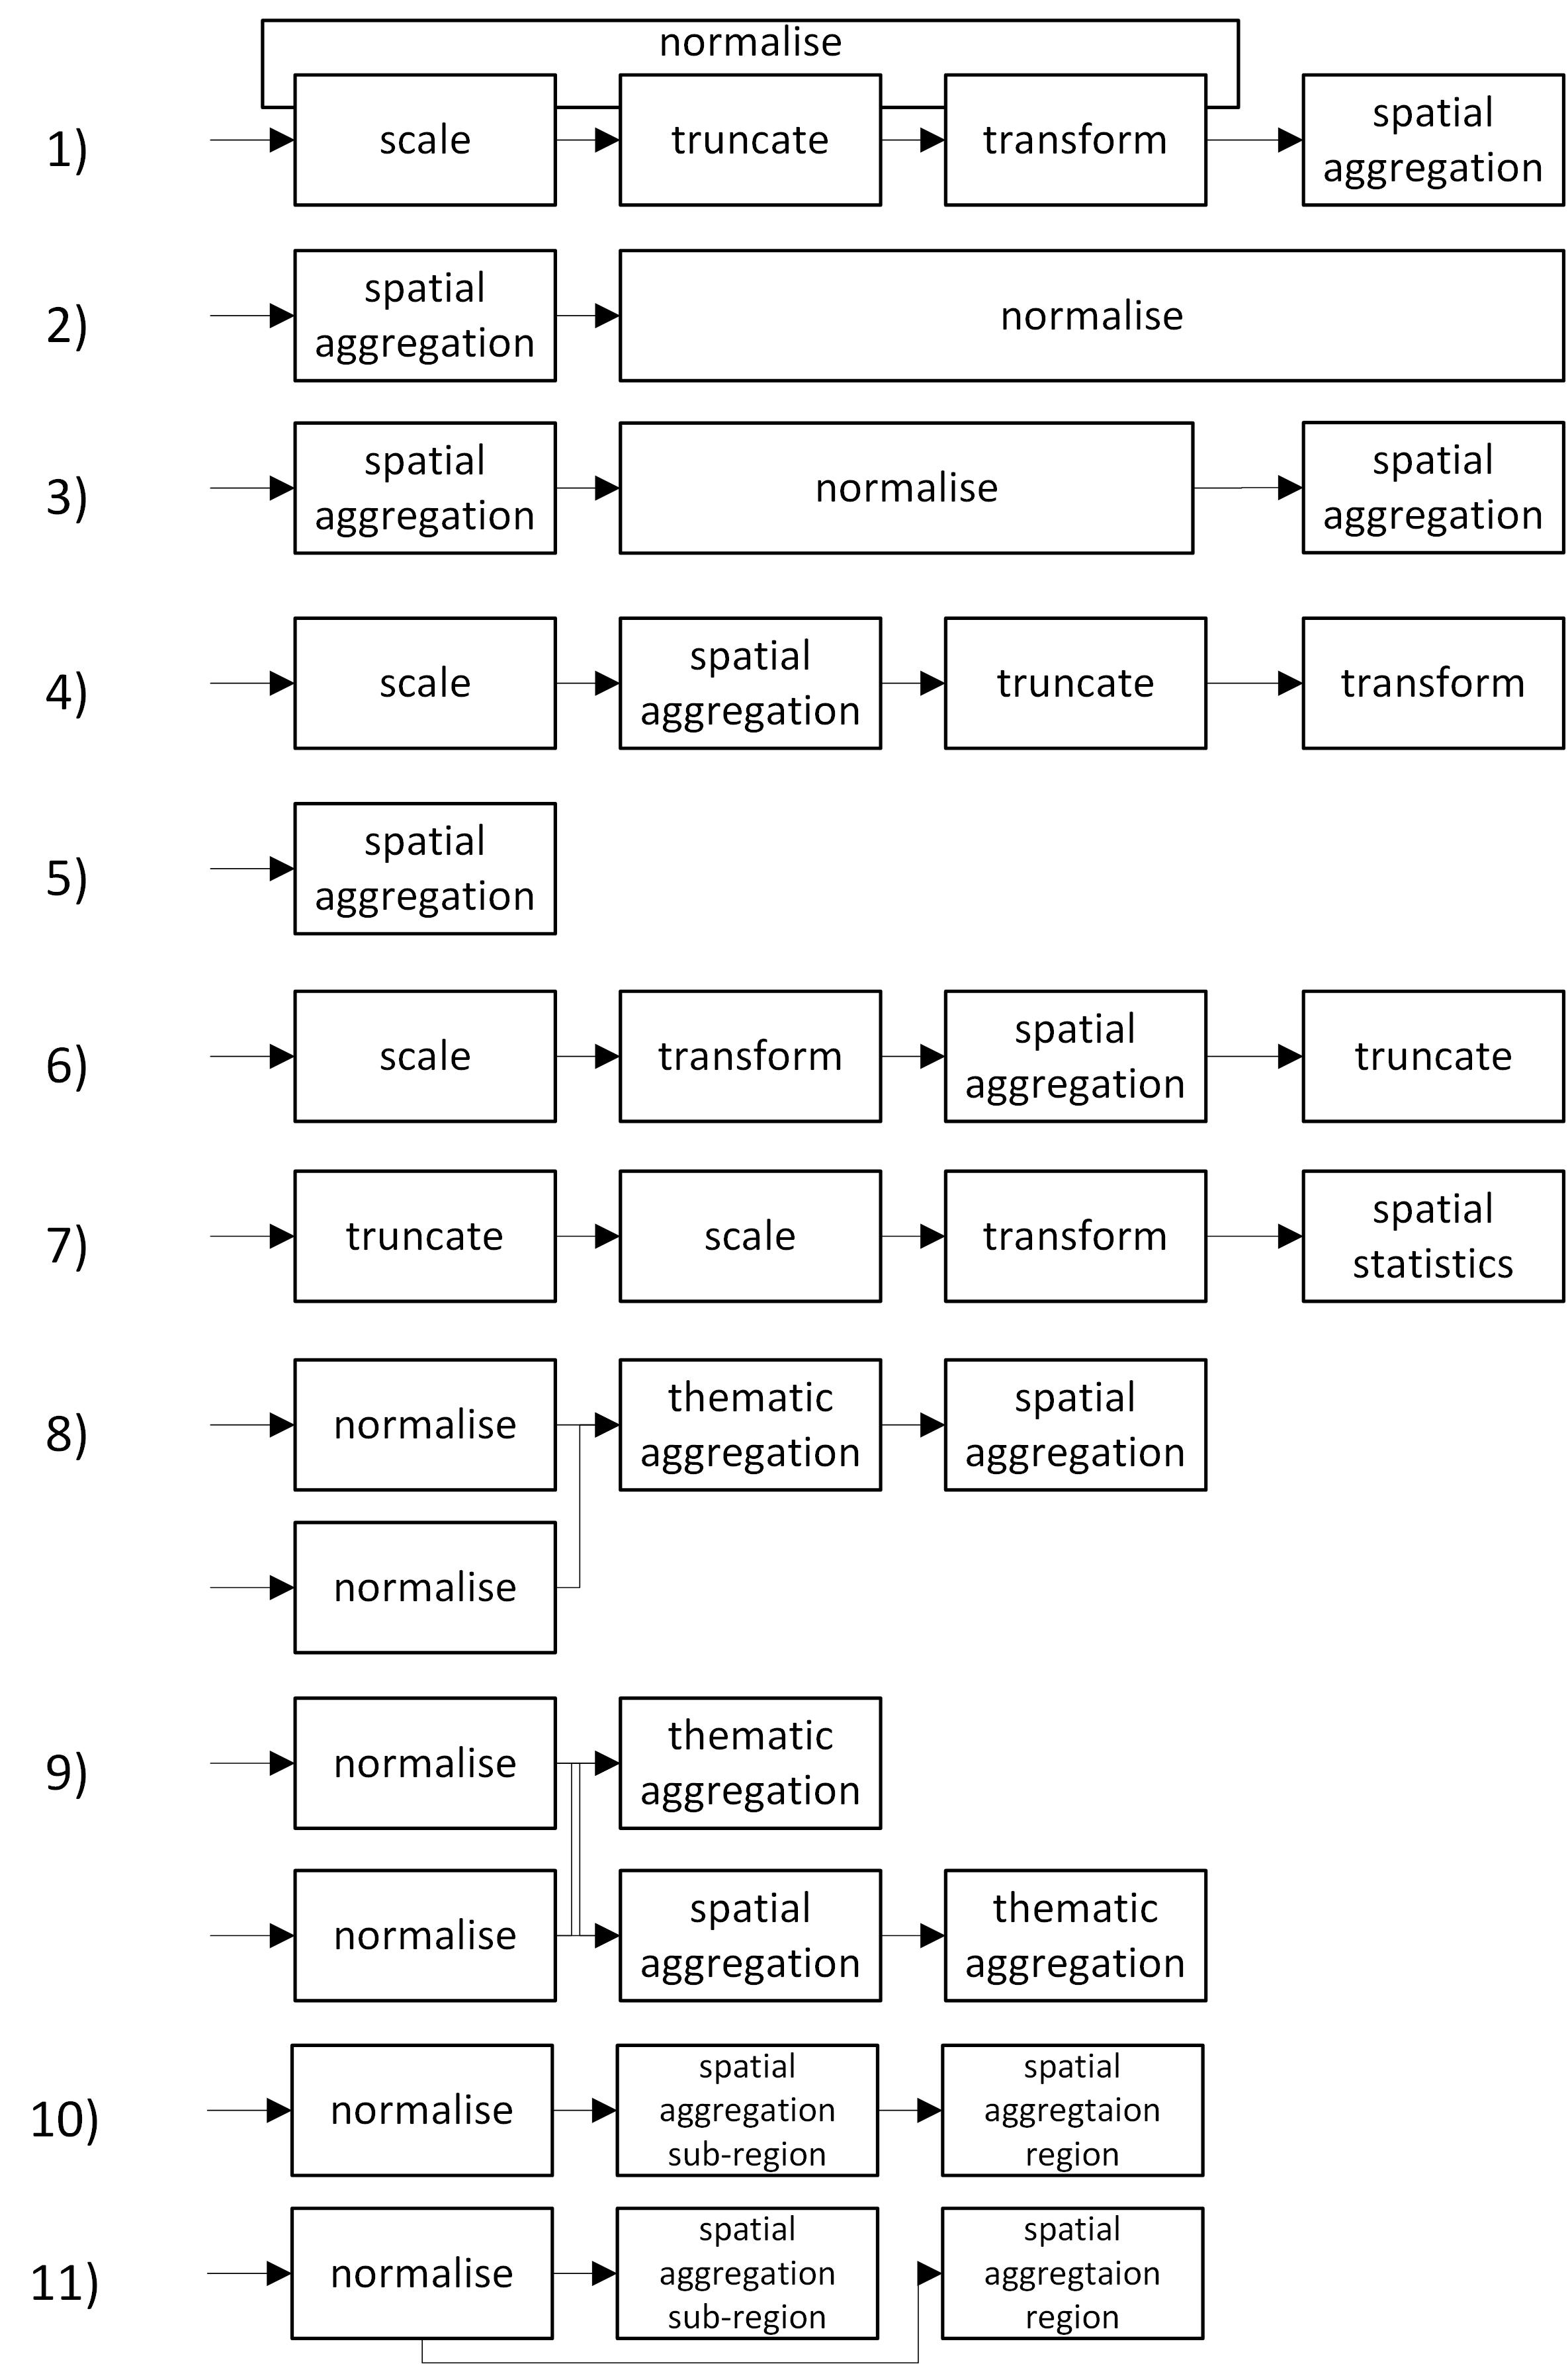 normalise
1)
scale
truncate
transform
spatial
aggregation
2)
spatial
aggregation
normalise
3)
spatial
aggregation
normalise
spatial
aggregation
4)
scale
spatial
aggregation
truncate
transform
5)
spatial
aggregation
6)
scale
transform
spatial
aggregation
truncate
7)
truncate
scale
transform
spatial
statistics
8)
normalise
thematic
aggregation
spatial
aggregation
normalise
9)
normalise
thematic
aggregation
normalise
spatial
aggregation
thematic
aggregation
10)
normalise
spatial
aggregation
sub-region
spatial
aggregtaion
region
11)
normalise
spatial
aggregation
sub-region
spatial
aggregtaion
region